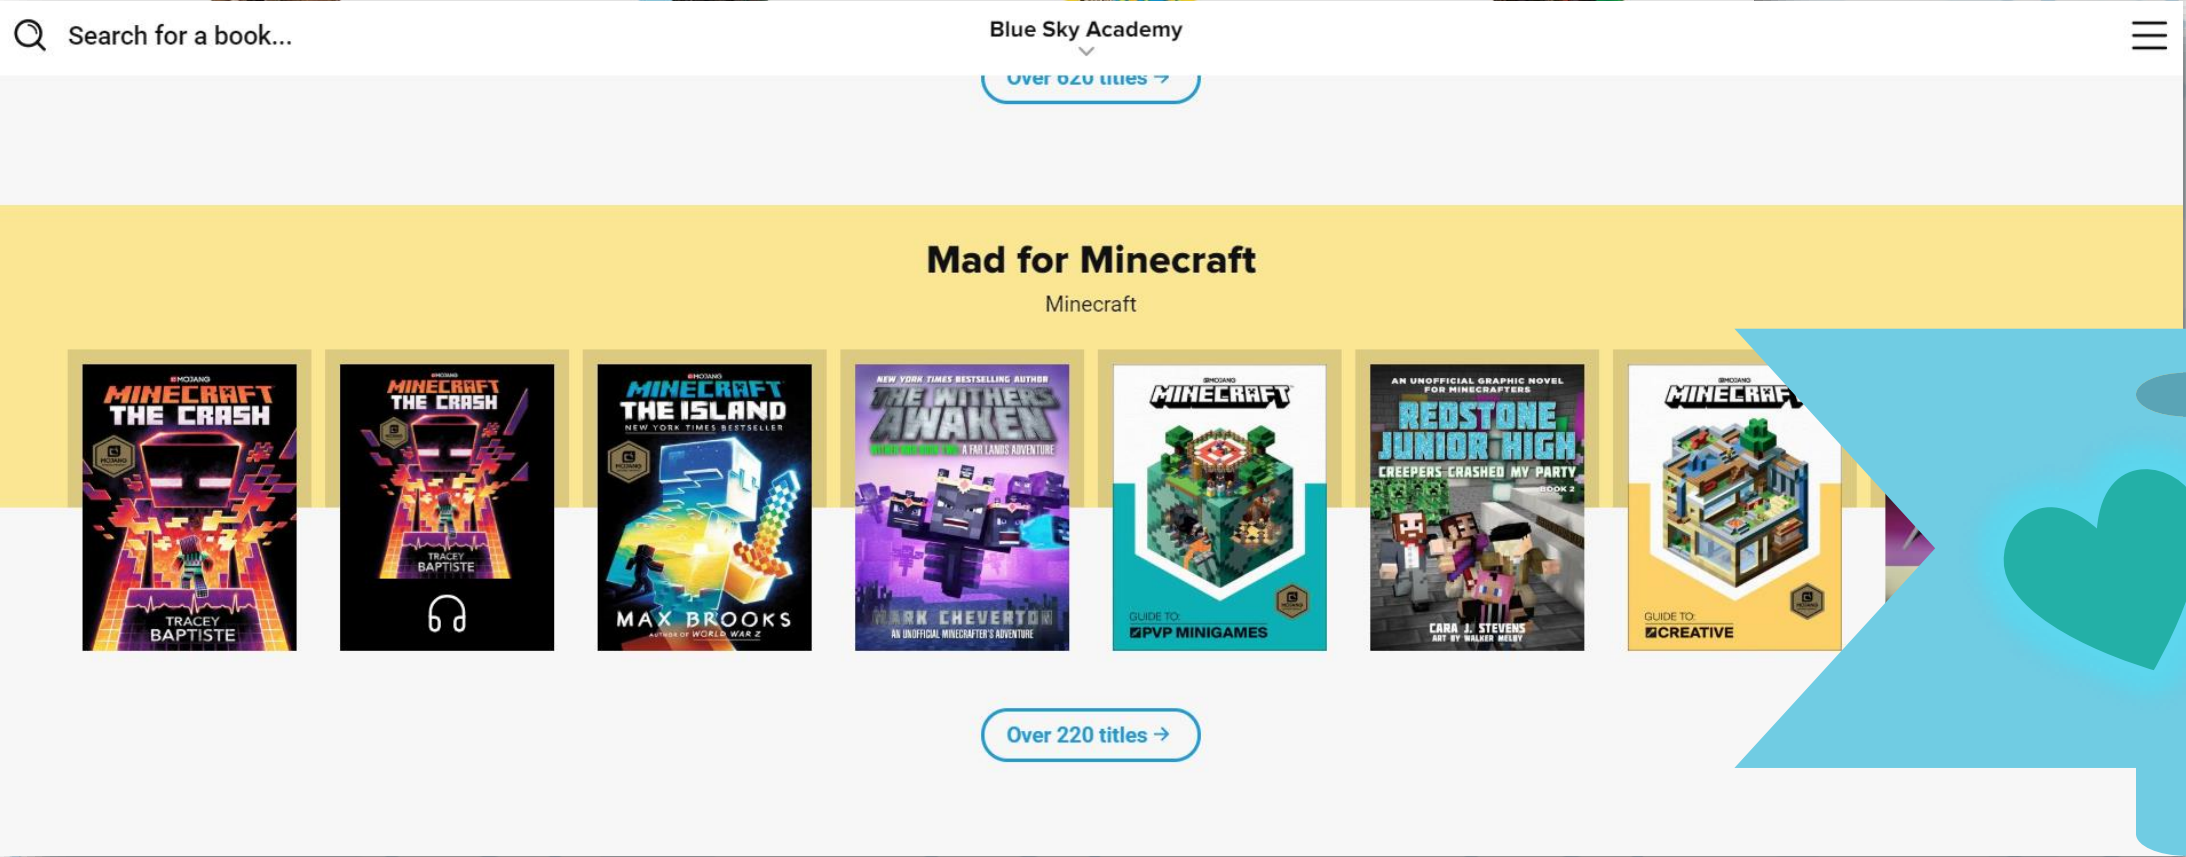 Search for a book...
Blue Sky Academy
Over 620 titles →
Mad for Minecraft
Minecraft
MOJANG
MINECRAFT
THE CRASH
MOJANG
TRACEY
BAPTISTE
MOJANG
MINECRAFT
THE CRASH
TRACEY
BAPTISTE
MOJANG
MINECRAFT
THE ISLAND
NEW YORK TIMES BESTSELLER
MOJANG
MAX BROOKS
AUTHOR OF WORLD WAR Z
NEW YORK TIMES BESTSELLING AUTHOR
THE WITHERS
AWAKEN
A FAR LANDS ADVENTURE
MARK CHEVERTON
AN UNOFFICIAL MINECRAFTER'S ADVENTURE
MOJANG
MINECRAFT
GUIDE TO:
PVP MINIGAMES
AN UNOFFICIAL GRAPHIC NOVEL
FOR MINECRAFTERS
REDSTONE
JUNIOR HIGH
CREEPERS CRASHED MY PARTY
BOOK 2
CARA J. STEVENS
ART BY WALKER MELBY
MOJANG
MINECRAF
GUIDE TO:
CREATIVE
Over 220 titles →